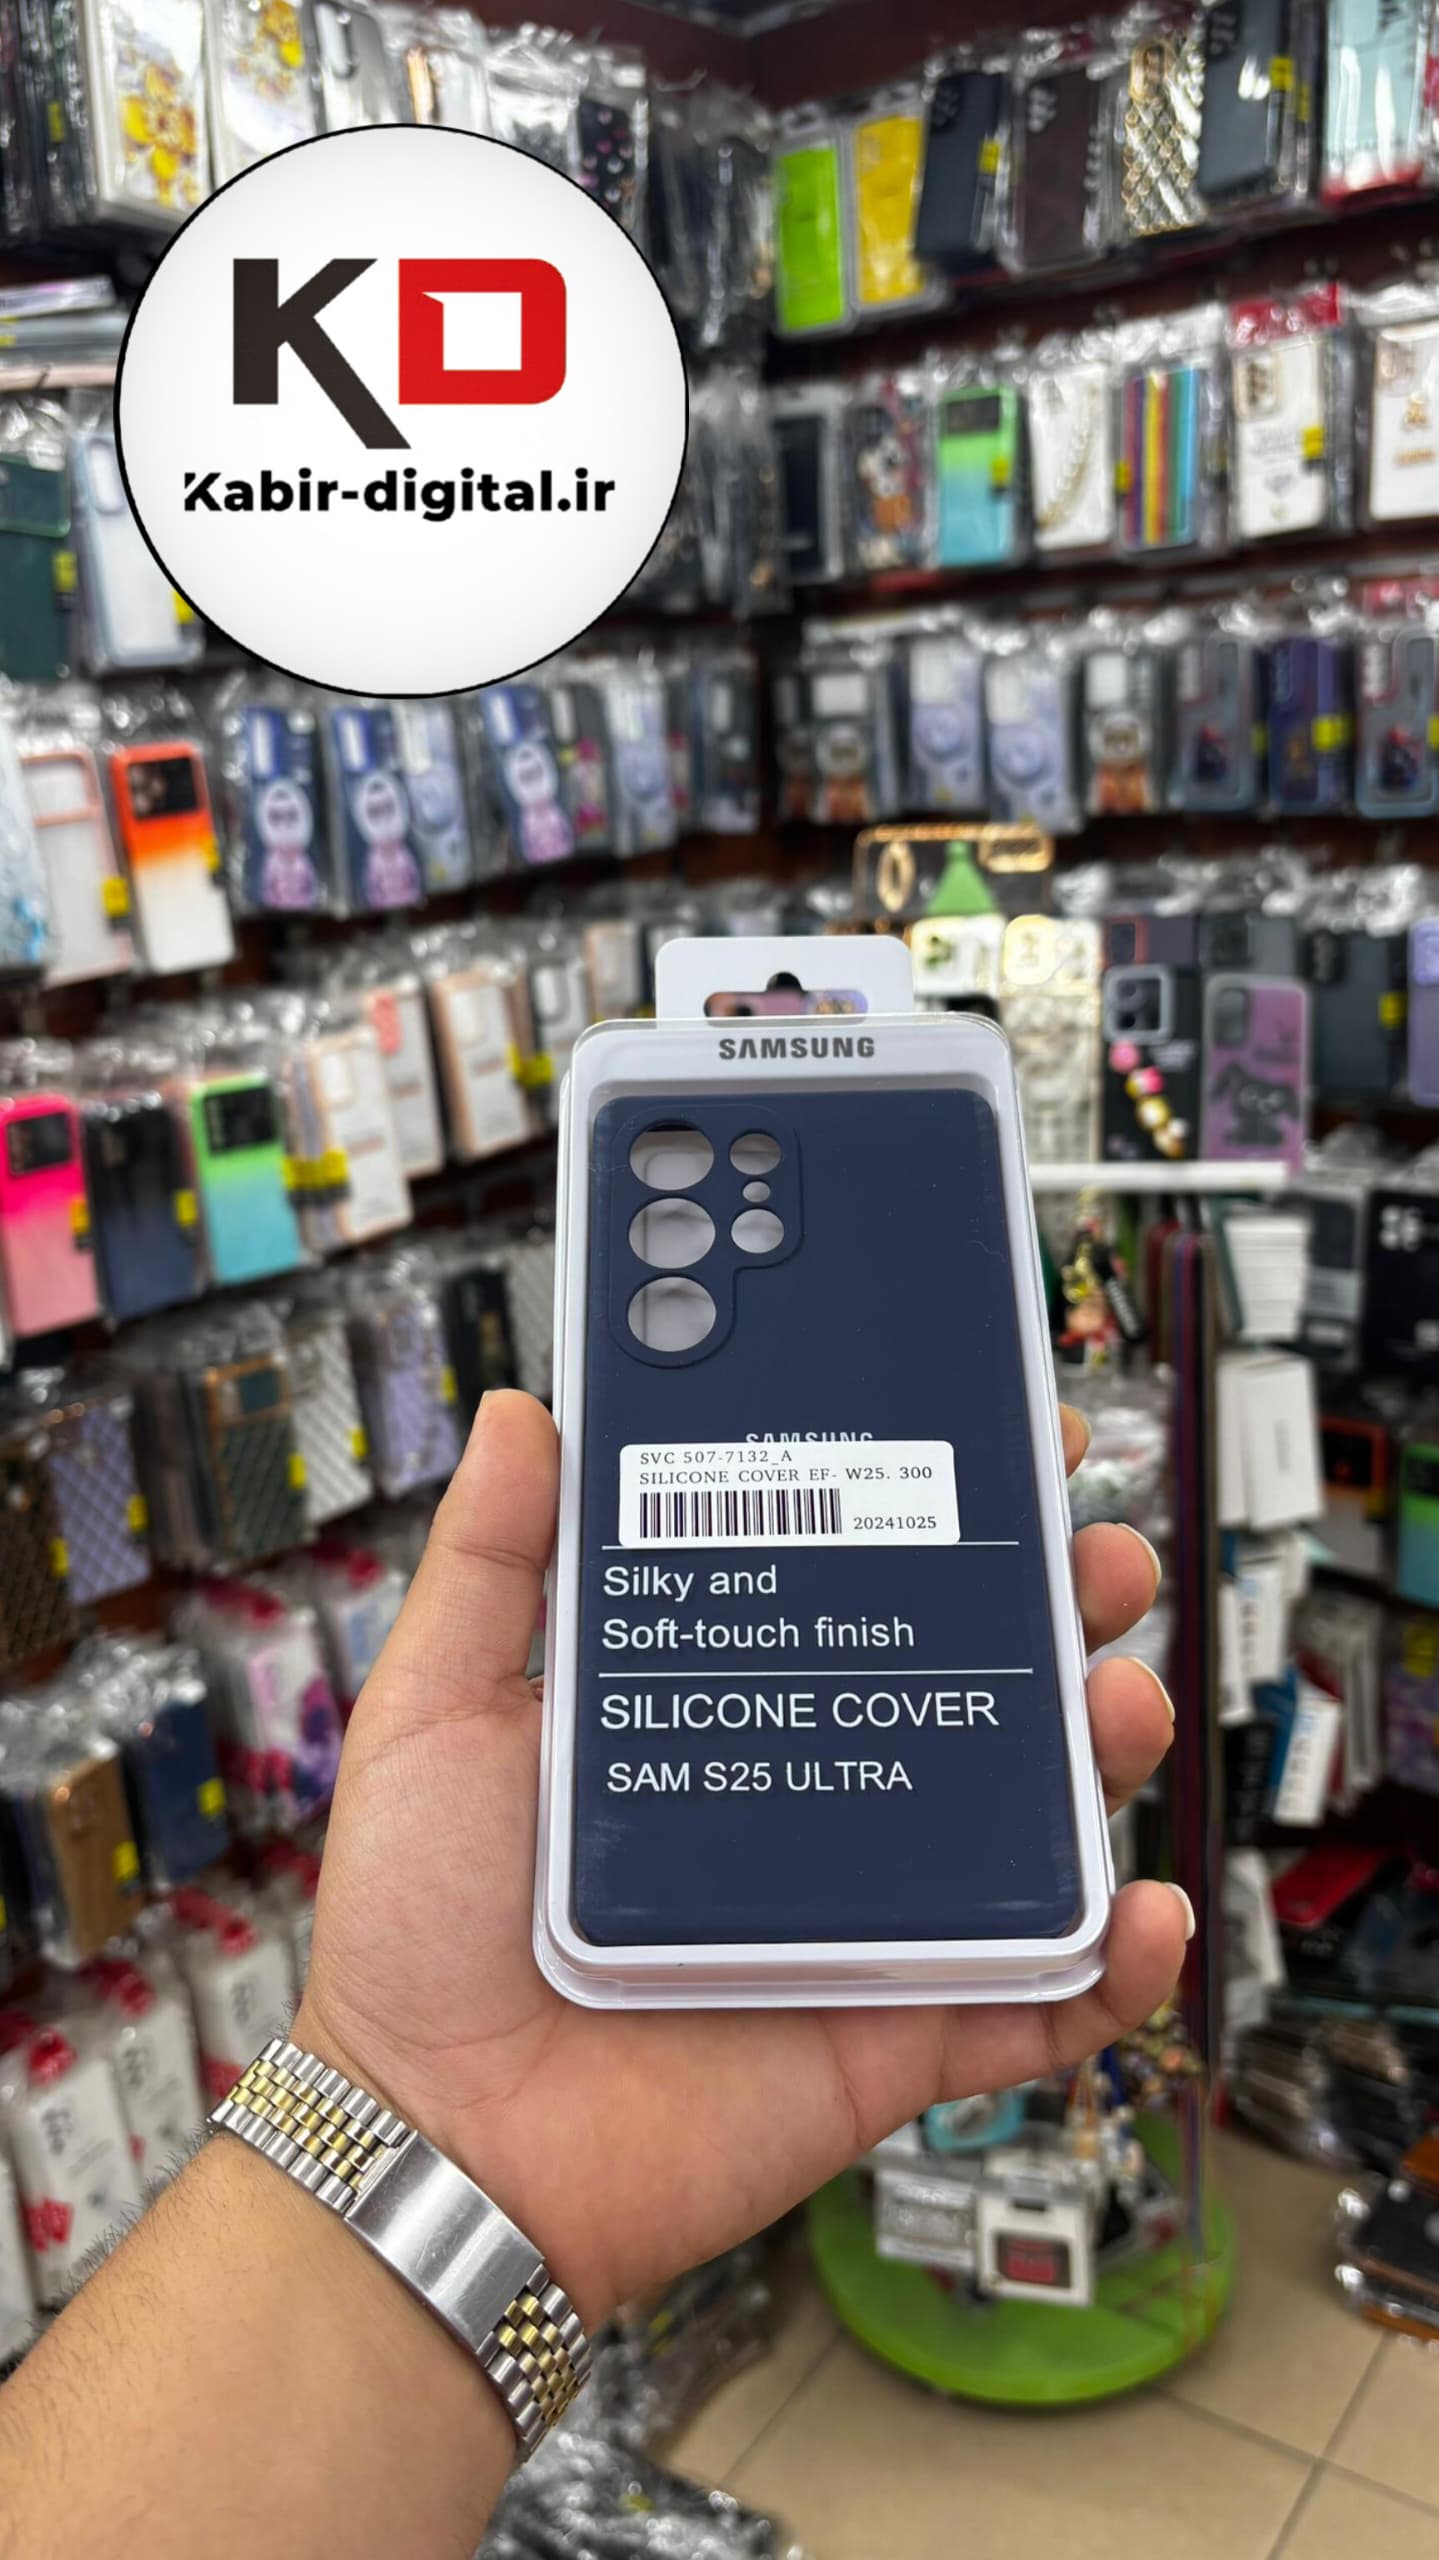 KD
Kabir-digital.ir
SAMSUNG
SAMSUNG
SVC 507-7132_A
SILICONE COVER EF- W25. 300
20241025
Silky and
Soft-touch finish
SILICONE COVER
SAM S25 ULTRA